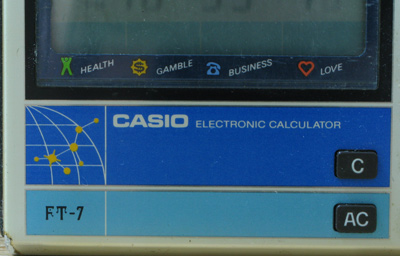 HEALTH GAMBLE BUSINESS LOVE
CASIO ELECTRONIC CALCULATOR
C
FT-7
AC